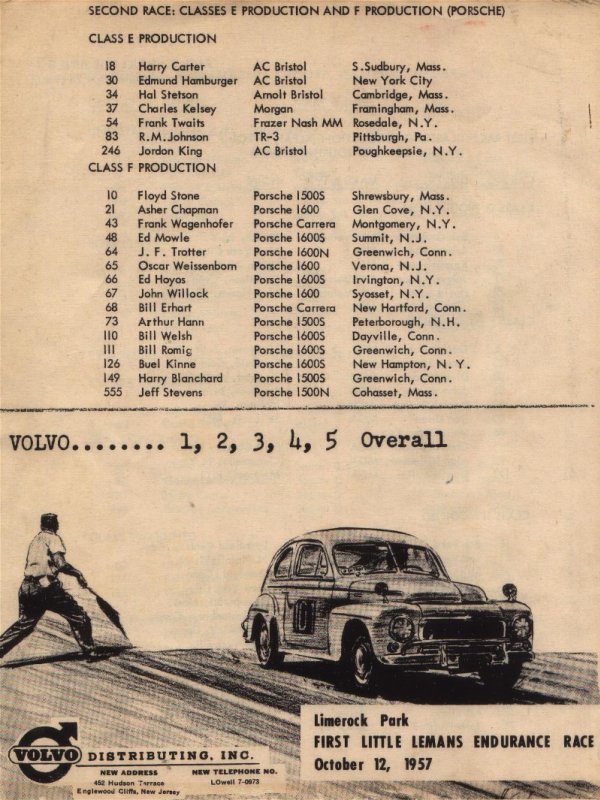 SECOND RACE: CLASSES E PRODUCTION AND F PRODUCTION (PORSCHE)
CLASS E PRODUCTION
18 Harry Carter AC Bristol S.Sudbury, Mass.
30 Edmund Hamburger AC Bristol New York City
34 Hal Stetson Arnolt Bristol Cambridge, Mass.
37 Charles Kelsey Morgan Framingham, Mass.
54 Frank Twaits Frazer Nash MM Rosedale, N.Y.
83 R.M.Johnson TR-3 Pittsburgh, Pa.
246 Jordon King AC Bristol Poughkeepsie, N.Y.
CLASS F PRODUCTION
10 Floyd Stone Porsche 1500S Shrewsbury, Mass.
21 Asher Chapman Porsche 1600 Glen Cove, N.Y.
43 Frank Wagenhofer Porsche Carrera Montgomery, N.Y.
48 Ed Mowle Porsche 1600S Summit, N.J.
64 J. F. Trotter Porsche 1600N Greenwich, Conn.
65 Oscar Weissenborn Porsche 1600 Verona, N.J.
66 Ed Hoyos Porsche 1600S Irvington, N.Y.
67 John Willock Porsche 1600 Syosset, N.Y.
68 Bill Erhart Porsche Carrera New Hartford, Conn.
73 Arthur Hann Porsche 1500S Peterborough, N.H.
110 Bill Welsh Porsche 1600S Dayville, Conn.
111 Bill Romig Porsche 1600S Greenwich, Conn.
126 Buel Kinne Porsche 1600S New Hampton, N.Y.
149 Harry Blanchard Porsche 1500S Greenwich, Conn.
555 Jeff Stevens Porsche 1500N Cohasset, Mass.
VOLVO........ 1, 2, 3, 4, 5 Overall
Limerock Park
FIRST LITTLE LEMANS ENDURANCE RACE
October 12, 1957
VOLVO DISTRIBUTING, INC.
NEW ADDRESS NEW TELEPHONE NO.
452 Hudson Terrace LOwell 7-0973
Englewood Cliffs, New Jersey